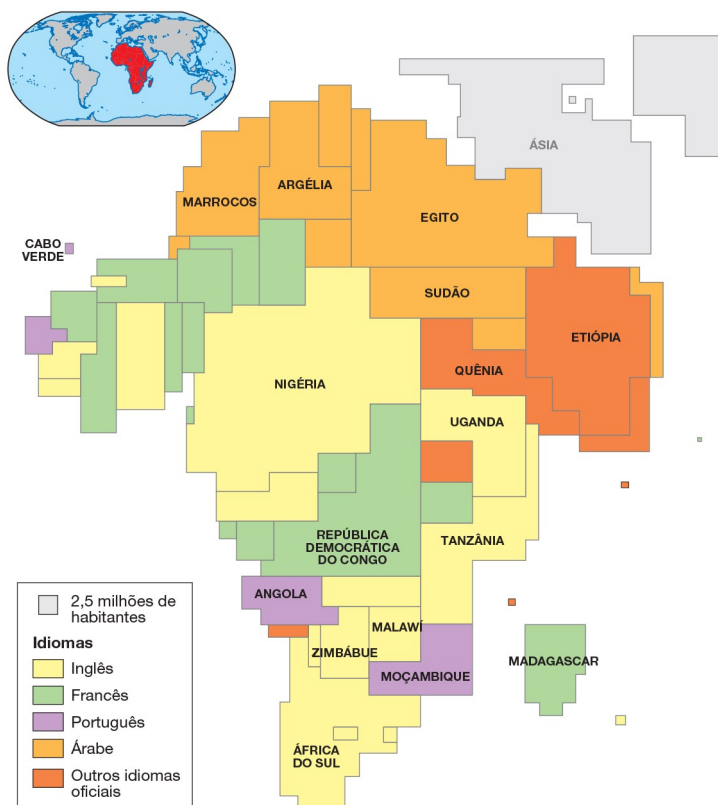 ÁSIA
MARROCOS
ARGÉLIA
EGITO
CABO
VERDE
SUDÃO
ETIÓPIA
QUÊNIA
NIGÉRIA
UGANDA
REPÚBLICA
DEMOCRÁTICA
DO CONGO
TANZÂNIA
ANGOLA
MALAWÍ
ZIMBÁBUE
MOÇAMBIQUE
MADAGASCAR
ÁFRICA
DO SUL
2,5 milhões de
habitantes
Idiomas
Inglês
Francês
Português
Árabe
Outros idiomas
oficiais